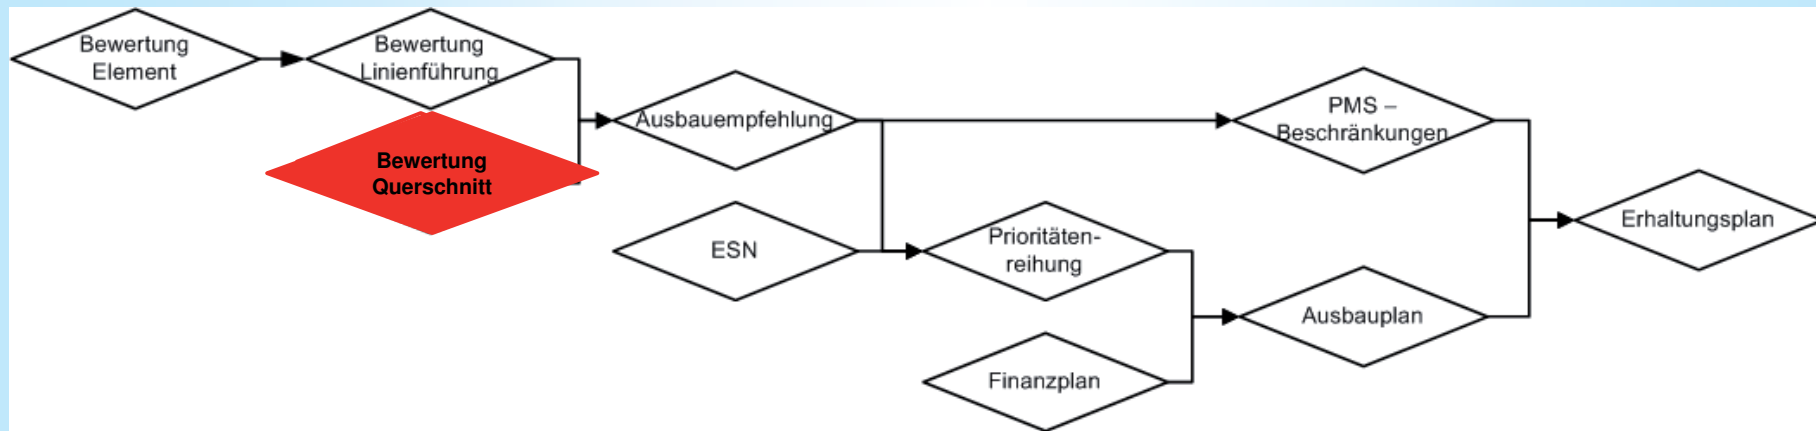 Bewertung
Element
Bewertung
Linienführung
Bewertung
Querschnitt
Ausbauempfehlung
ESN
Prioritäten-
reihung
Finanzplan
PMS –
Beschränkungen
Ausbauplan
Erhaltungsplan